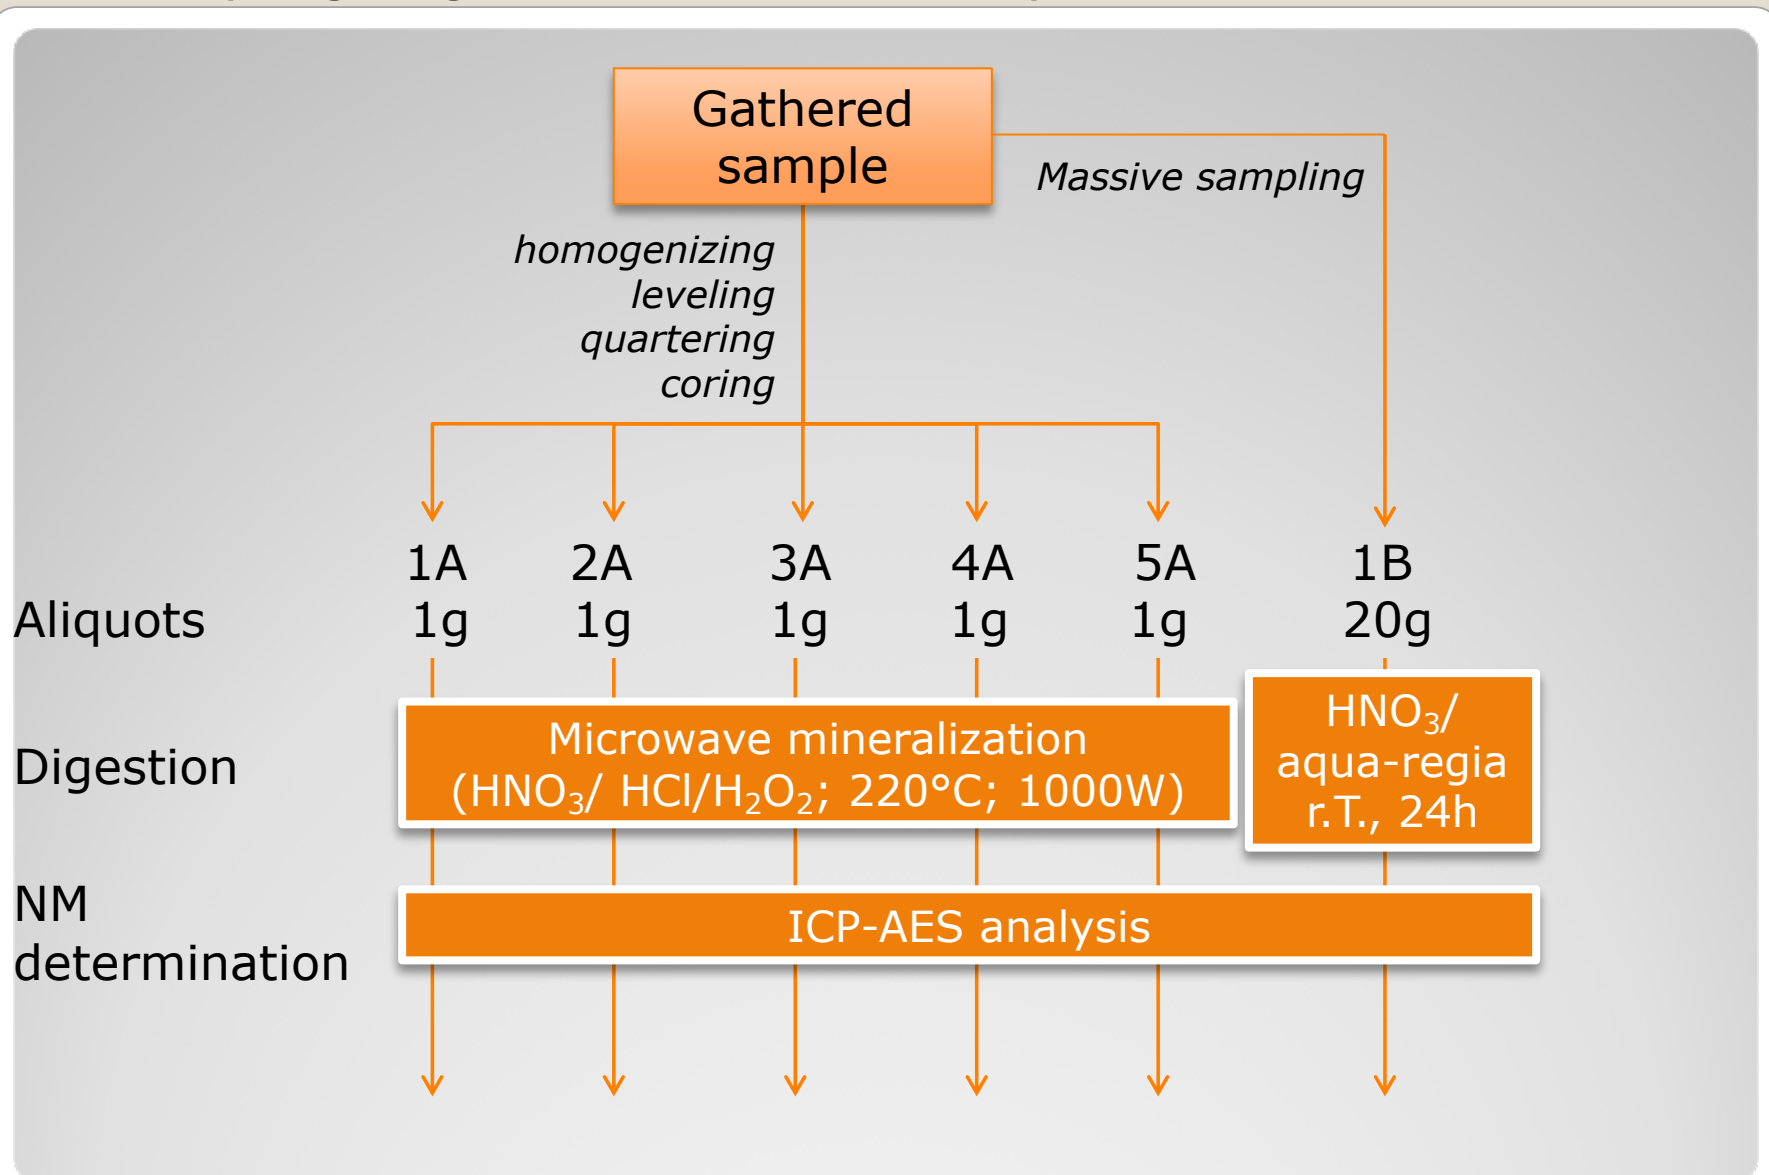 Gathered
sample
Massive sampling
homogenizing
leveling
quartering
coring
1A 2A 3A 4A 5A 1B
Aliquots 1g 1g 1g 1g 1g 20g
Digestion
Microwave mineralization
(HNO₃/ HCl/H₂O₂; 220°C; 1000W)
HNO₃/
aqua-regia
r.T., 24h
NM
determination
ICP-AES analysis